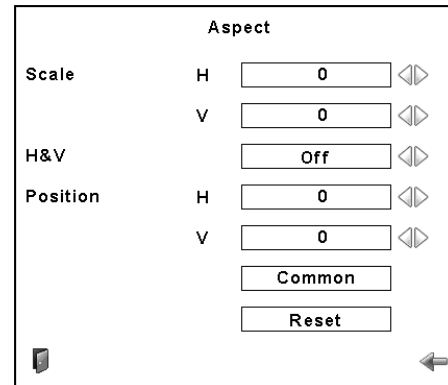 Aspect
Scale H 0
V 0
H&V Off
Position H 0
V 0
Common
Reset